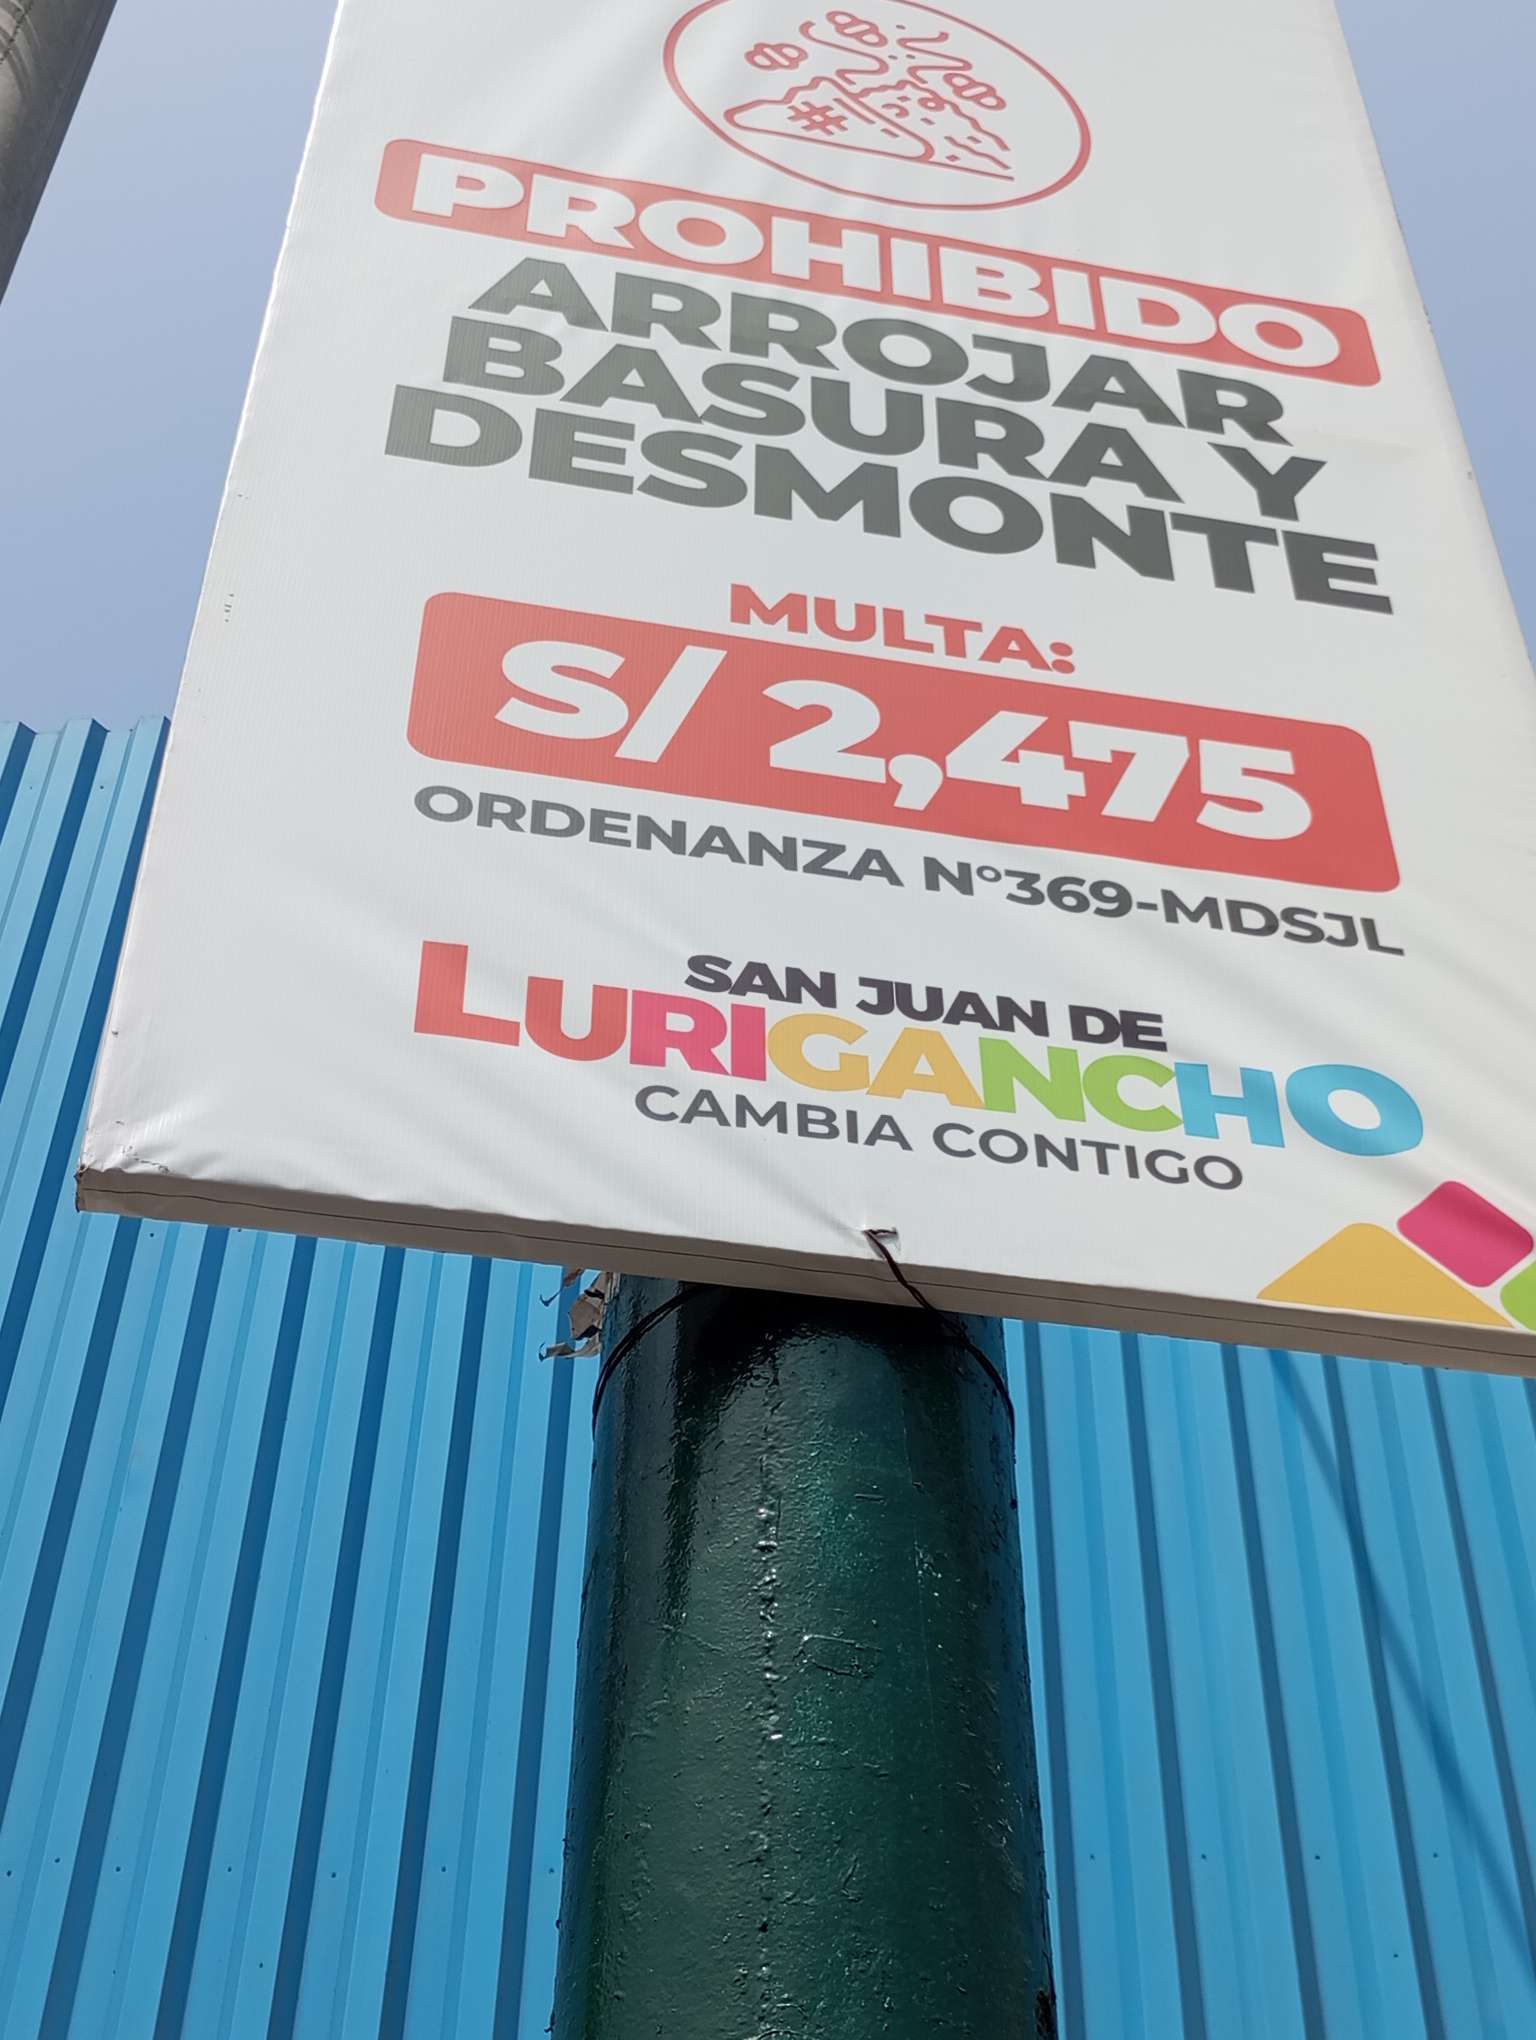 PROHIBIDO
ARROJAR
BASURA Y
DESMONTE
MULTA:
S/ 2,475
ORDENANZA N°369-MDSJL
SAN JUAN DE
LURIGANCHO
CAMBIA CONTIGO